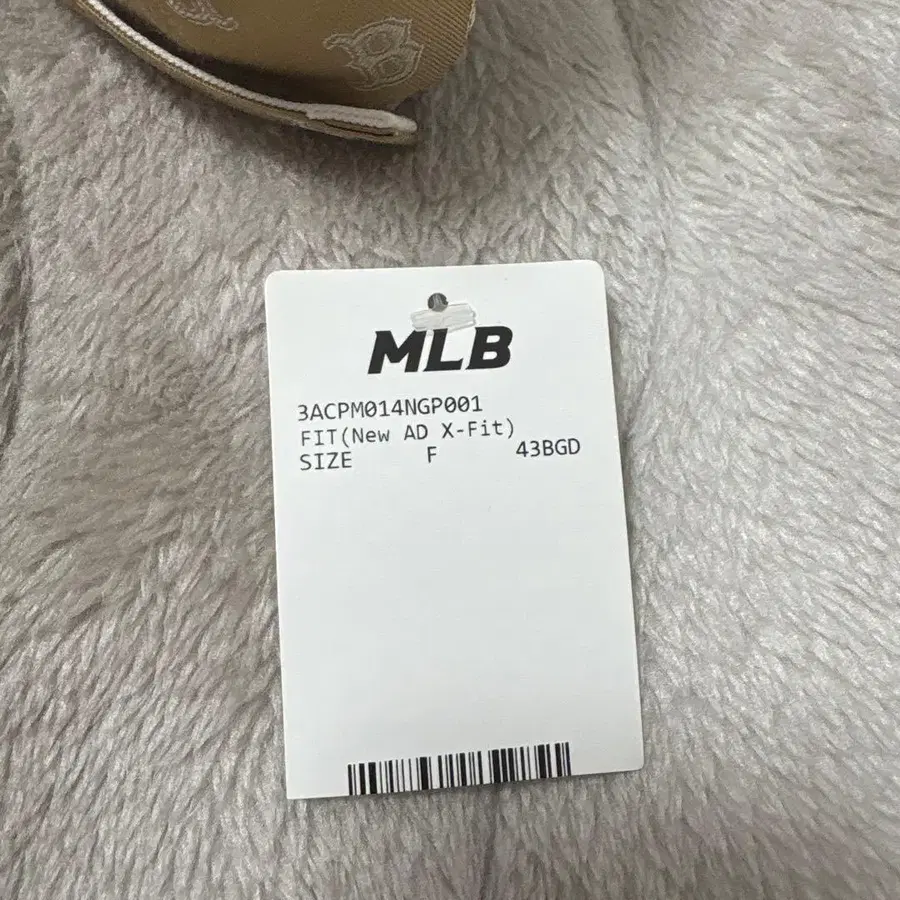 MLB
3ACPM014NGP001
FIT(New AD X-Fit)
SIZE F 43BGD